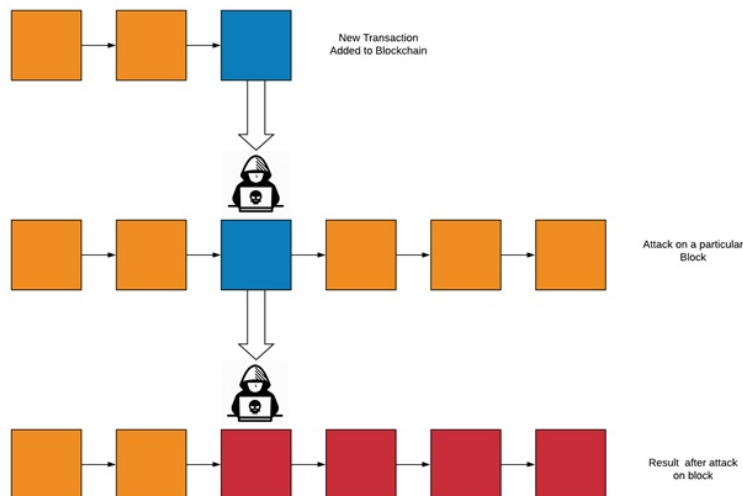 New Transaction
Added to Blockchain
Attack on a particular
Block
Result after attack
on block